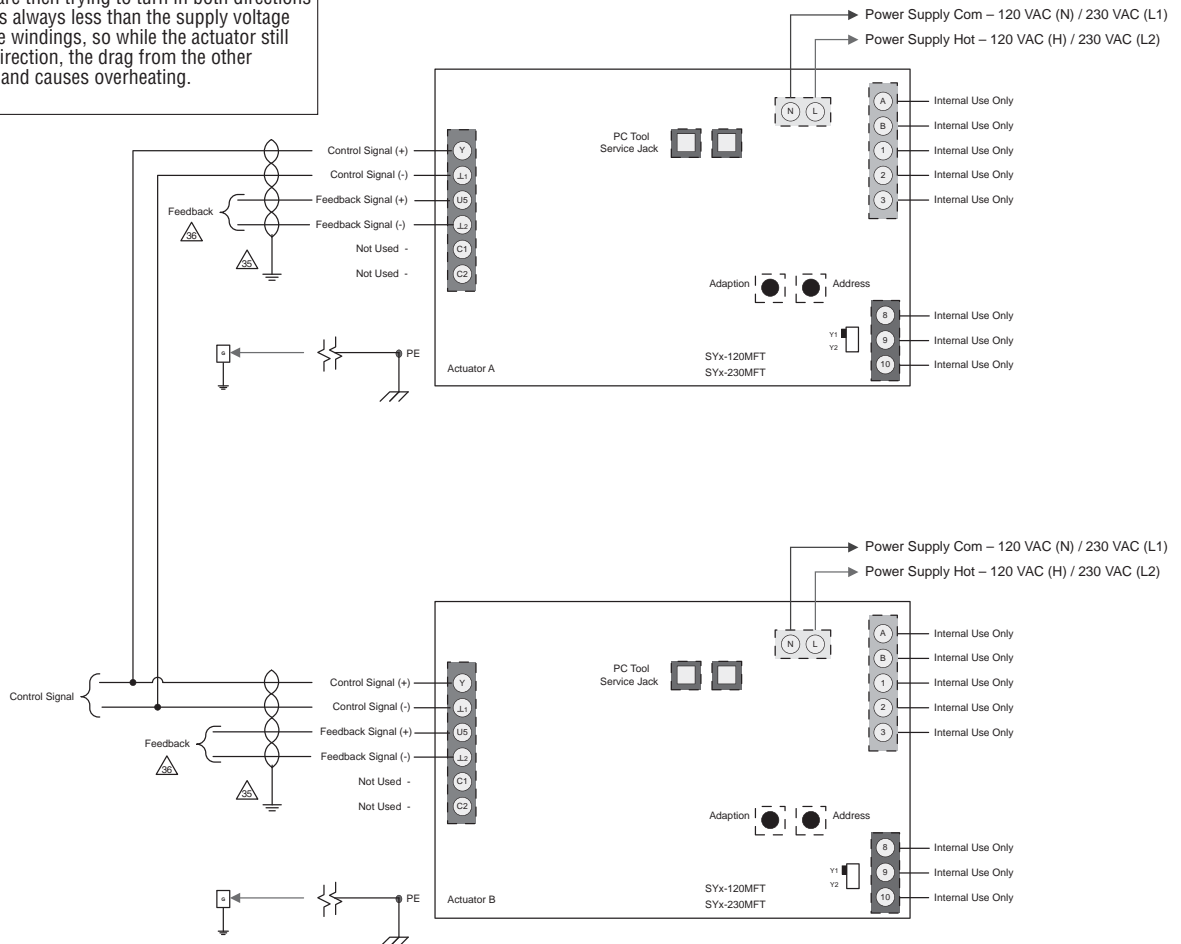 are then trying to turn in both directions
s always less than the supply voltage
e windings, so while the actuator still
irection, the drag from the other
and causes overheating.
Power Supply Com – 120 VAC (N) / 230 VAC (L1)
Power Supply Hot – 120 VAC (H) / 230 VAC (L2)
N L
PC Tool
Service Jack
A Internal Use Only
B Internal Use Only
1 Internal Use Only
2 Internal Use Only
3 Internal Use Only
Control Signal (+) Y
Control Signal (-) ⊥1
Feedback Signal (+) U5
Feedback Signal (-) ⊥2
Not Used - C1
Not Used - C2
Feedback
36
35
Adaption Address
8 Internal Use Only
9 Internal Use Only
10 Internal Use Only
Y1
Y2
G
PE
Actuator A
SYx-120MFT
SYx-230MFT
Power Supply Com – 120 VAC (N) / 230 VAC (L1)
Power Supply Hot – 120 VAC (H) / 230 VAC (L2)
N L
PC Tool
Service Jack
A Internal Use Only
B Internal Use Only
1 Internal Use Only
2 Internal Use Only
3 Internal Use Only
Control Signal
Control Signal (+) Y
Control Signal (-) ⊥1
Feedback Signal (+) U5
Feedback Signal (-) ⊥2
Not Used - C1
Not Used - C2
Feedback
36
35
Adaption Address
8 Internal Use Only
9 Internal Use Only
10 Internal Use Only
Y1
Y2
G
PE
Actuator B
SYx-120MFT
SYx-230MFT